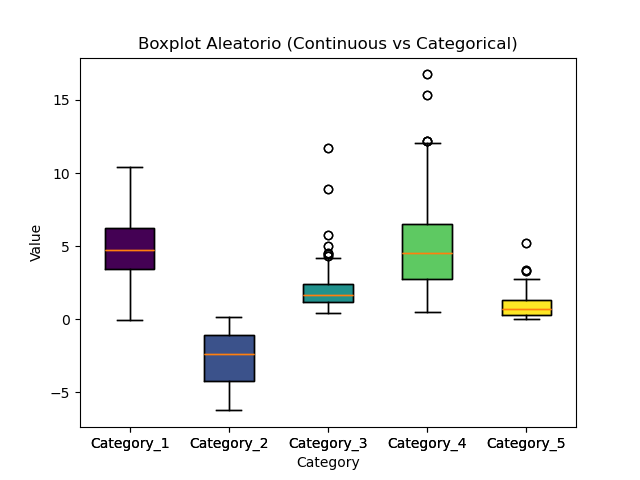 Boxplot Aleatorio (Continuous vs Categorical)
Value
15
10
5
0
−5
Category_1 Category_2 Category_3 Category_4 Category_5
Category